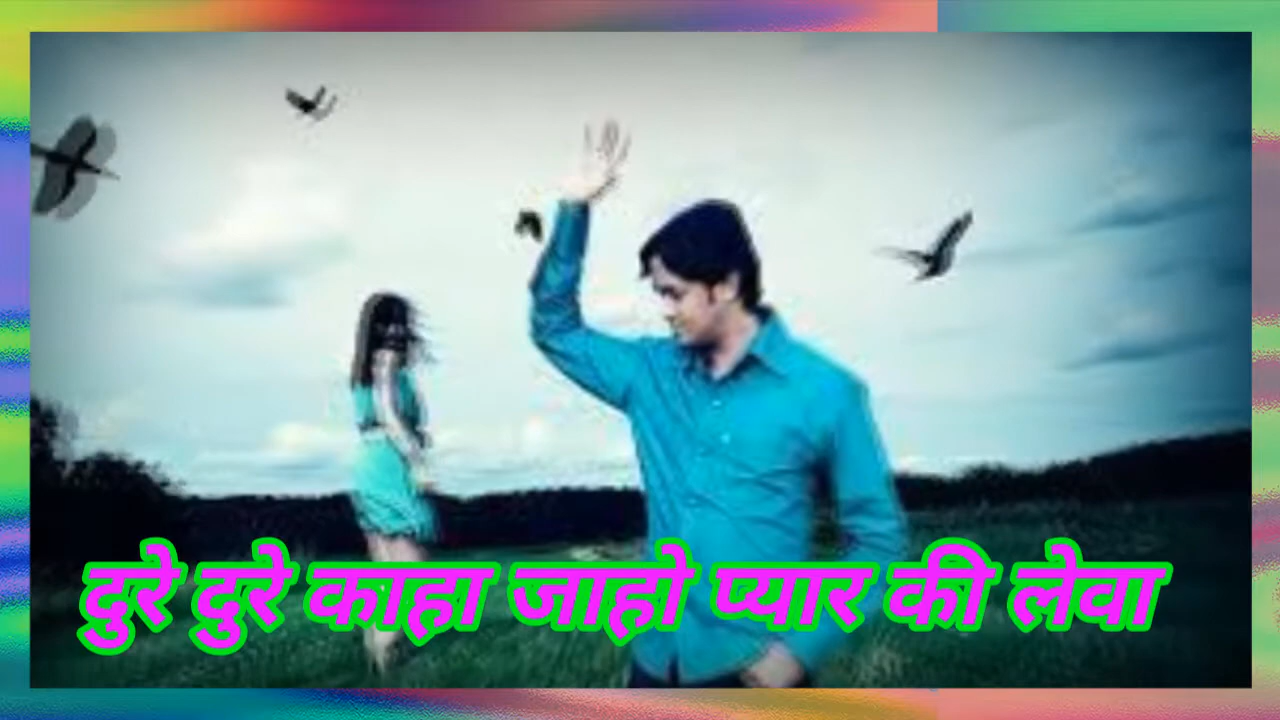 दुरे दुरे काहा जाहो प्यार की लेवा